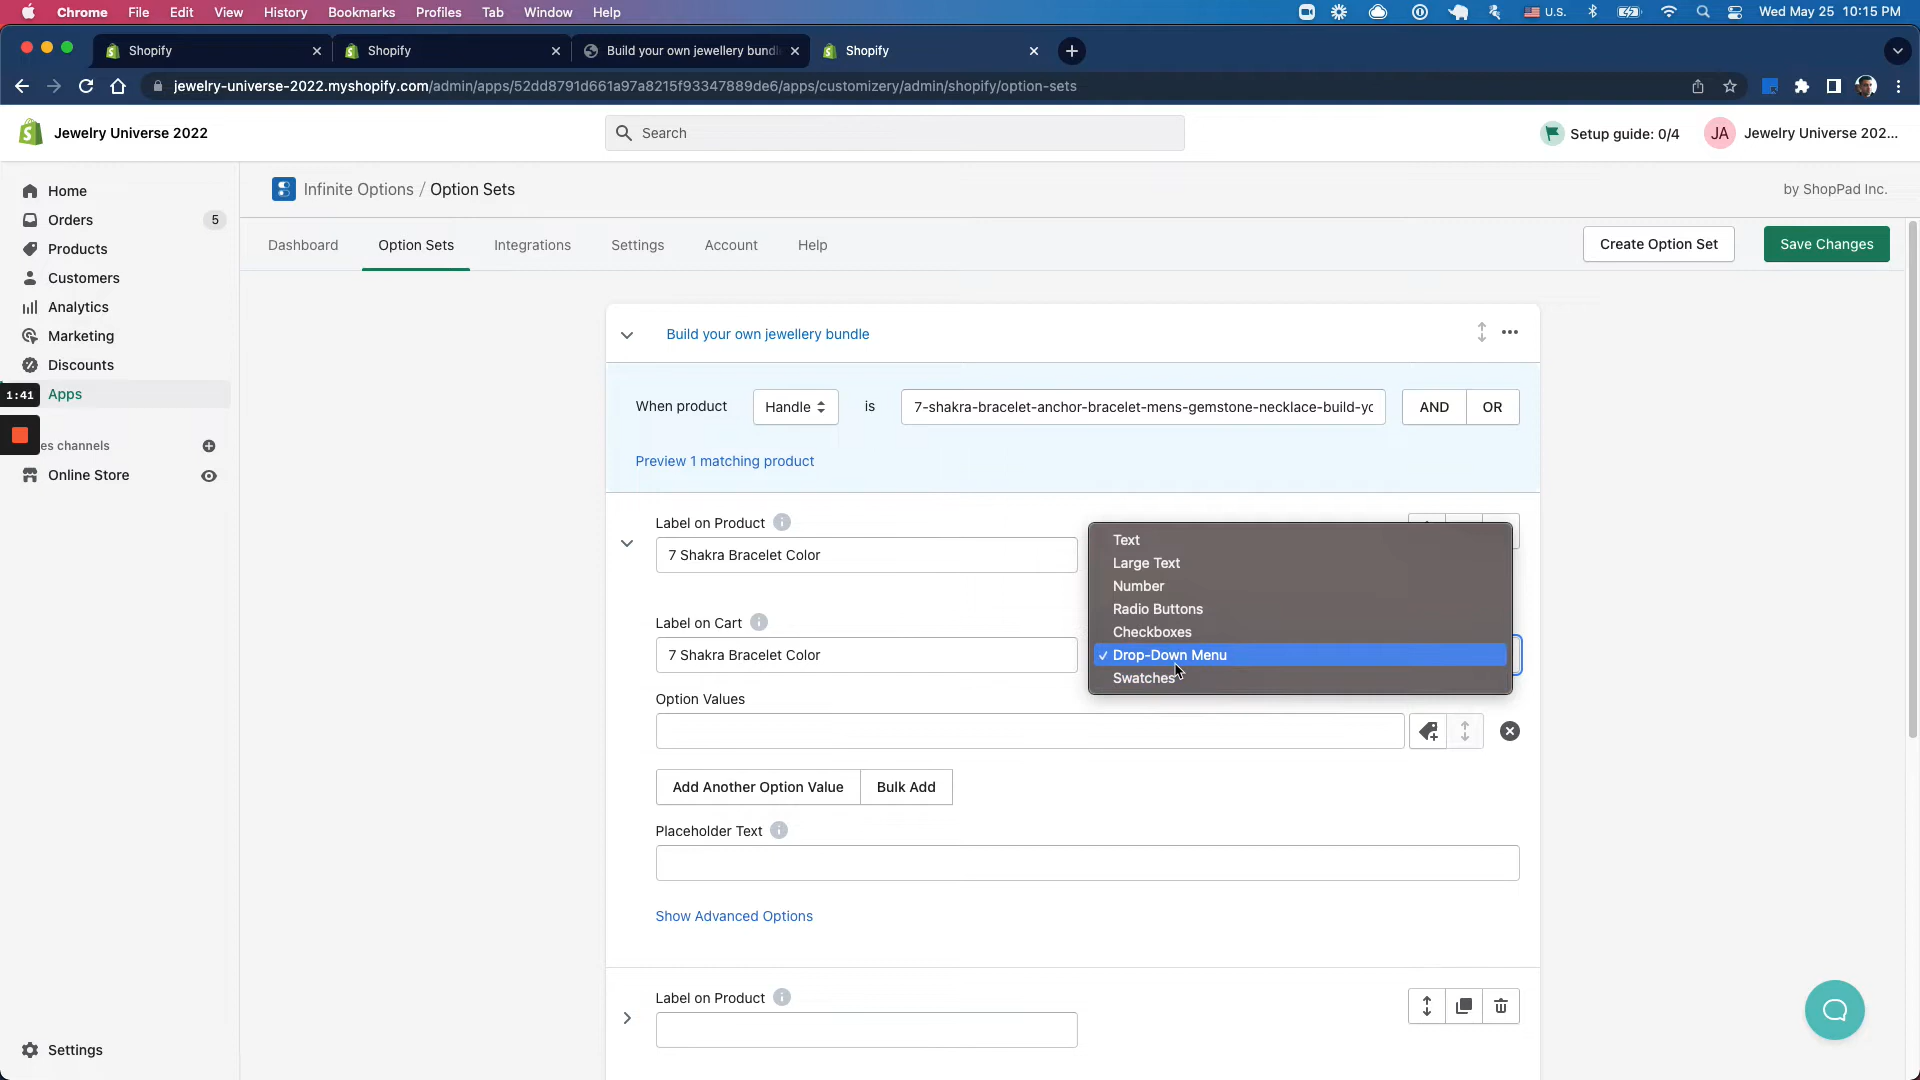 Chrome File Edit View History Bookmarks Profiles Tab Window Help U.S. Wed May 25 10:15 PM
Shopify Shopify Build your own jewellery bundl Shopify
jewelry-universe-2022.myshopify.com/admin/apps/52dd8791d661a97a8215f93347889de6/apps/customizery/admin/shopify/option-sets
Jewelry Universe 2022 Search Setup guide: 0/4 JA Jewelry Universe 202...
Home
Orders 5
Products
Customers
Analytics
Marketing
Discounts
1:41 Apps
es channels
Online Store
Settings
Infinite Options / Option Sets by ShopPad Inc.
Dashboard Option Sets Integrations Settings Account Help Create Option Set Save Changes
Build your own jewellery bundle
When product Handle is 7-shakra-bracelet-anchor-bracelet-mens-gemstone-necklace-build-yo AND OR
Preview 1 matching product
Label on Product
7 Shakra Bracelet Color
Text
Large Text
Number
Radio Buttons
Checkboxes
Drop-Down Menu
Swatches
Label on Cart
7 Shakra Bracelet Color
Option Values
Add Another Option Value Bulk Add
Placeholder Text
Show Advanced Options
Label on Product